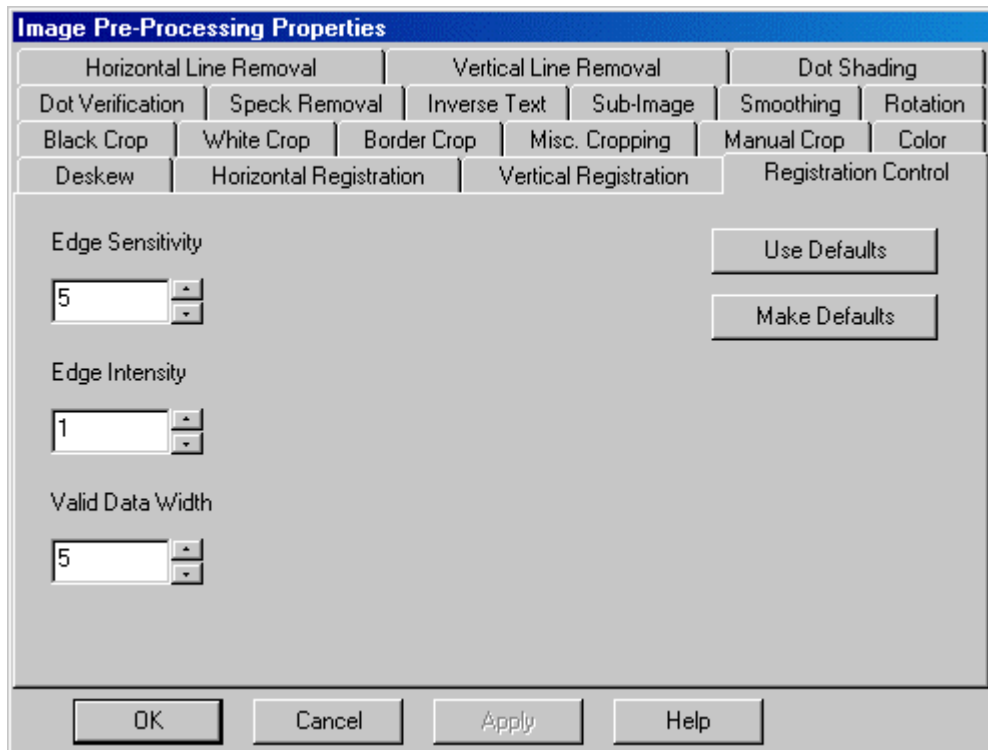 Image Pre-Processing Properties
Horizontal Line Removal Vertical Line Removal Dot Shading
Dot Verification Speck Removal Inverse Text Sub-Image Smoothing Rotation
Black Crop White Crop Border Crop Misc. Cropping Manual Crop Color
Deskew Horizontal Registration Vertical Registration Registration Control
Edge Sensitivity
Use Defaults
5
Make Defaults
Edge Intensity
1
Valid Data Width
5
OK Cancel Apply Help